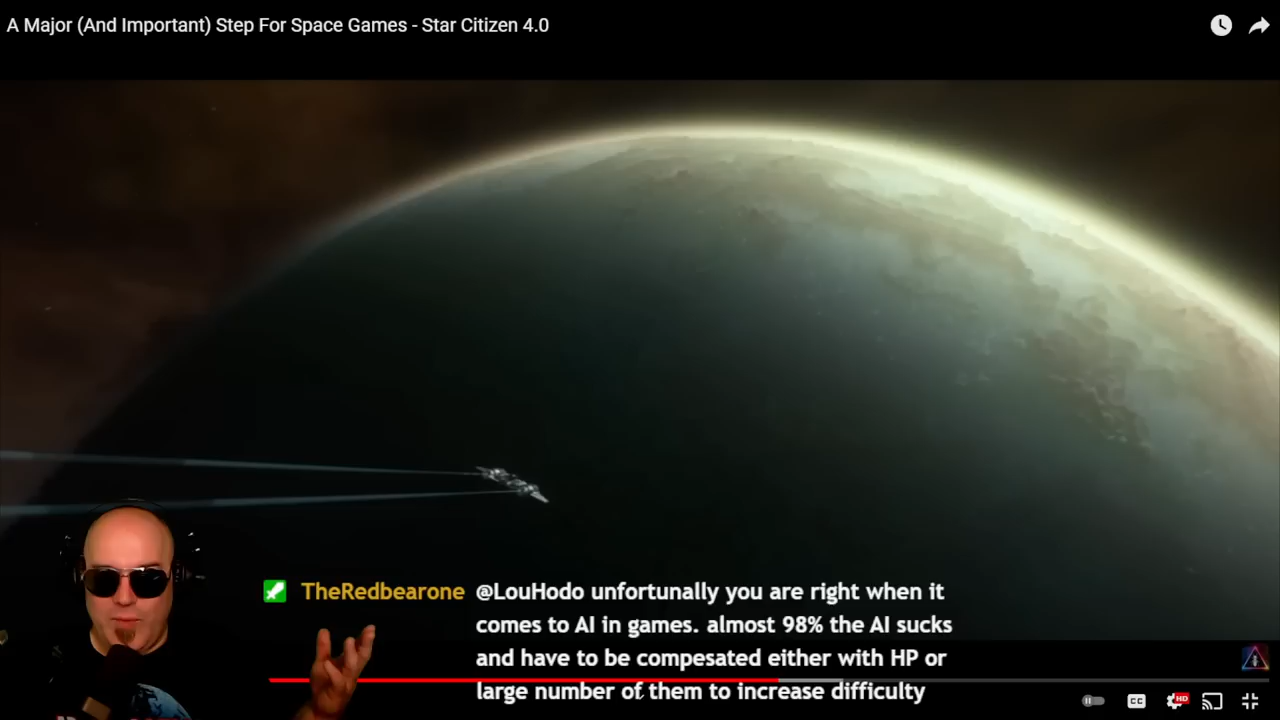 A Major (And Important) Step For Space Games - Star Citizen 4.0
TheRedbearone @LouHodo unfortunally you are right when it
comes to AI in games. almost 98% the AI sucks
and have to be compesated either with HP or
large number of them to increase difficulty
CC HD